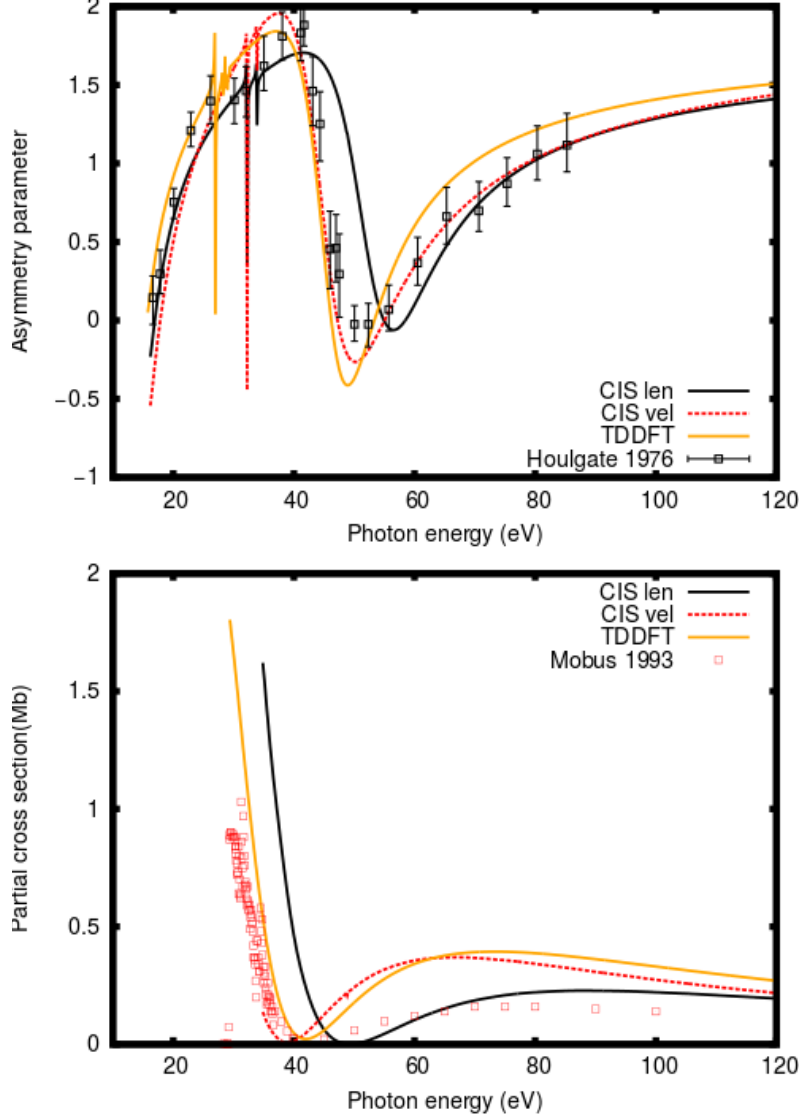 2
1.5
1
0.5
0
−0.5
−1
Asymmetry parameter
CIS len
CIS vel
TDDFT
Houlgate 1976
20 40 60 80 100 120
Photon energy (eV)
2
1.5
1
0.5
0
Partial cross section(Mb)
CIS len
CIS vel
TDDFT
Mobus 1993
20 40 60 80 100 120
Photon energy (eV)